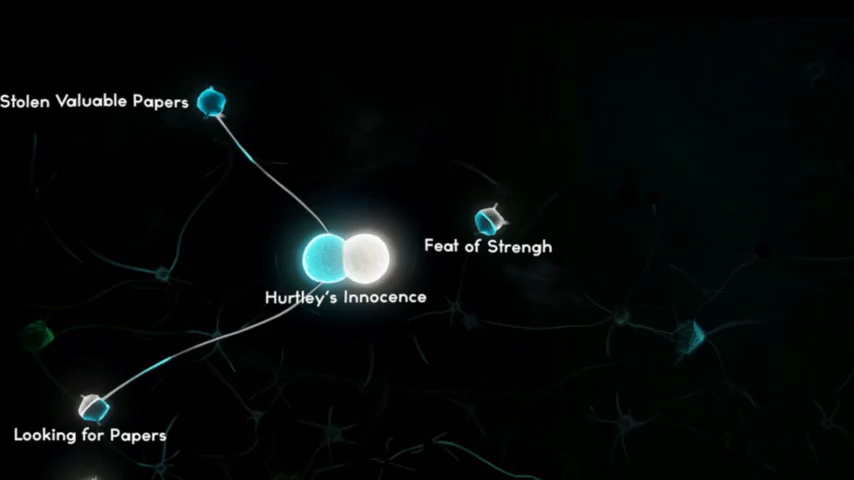 Stolen Valuable Papers
Feat of Strengh
Hurtley's Innocence
Looking for Papers